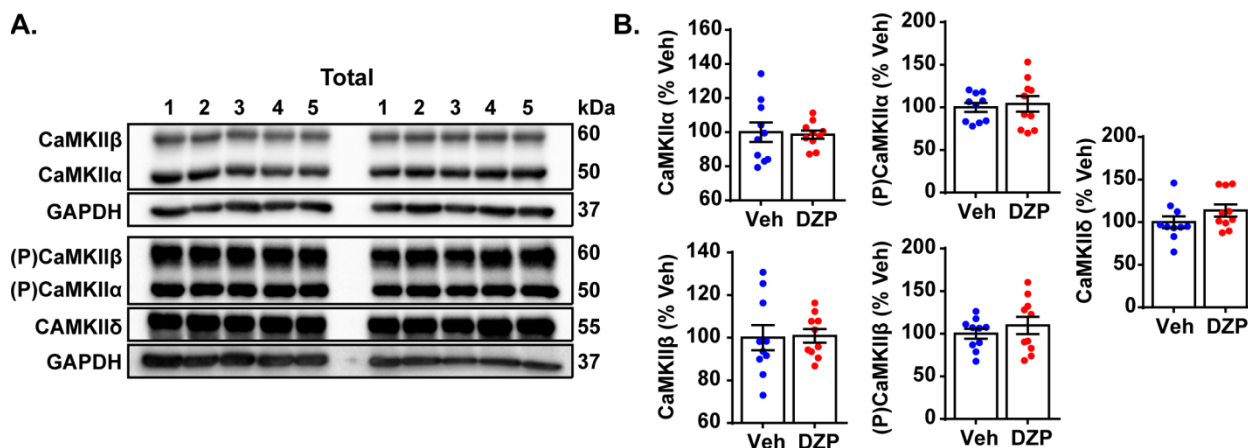 A.
Total
1 2 3 4 5 1 2 3 4 5 kDa
CaMKIIβ 60
CaMKIIα 50
GAPDH 37
(P)CaMKIIβ 60
(P)CaMKIIα 50
CAMKIIδ 55
GAPDH 37
B.
CaMKIIα (% Veh)
160
140
120
100
80
60
Veh DZP
(P)CaMKIIα (% Veh)
200
150
100
50
0
Veh DZP
CaMKIIβ (% Veh)
140
120
100
80
60
Veh DZP
(P)CaMKIIβ (% Veh)
200
150
100
50
0
Veh DZP
CaMKIIδ (% Veh)
200
150
100
50
0
Veh DZP